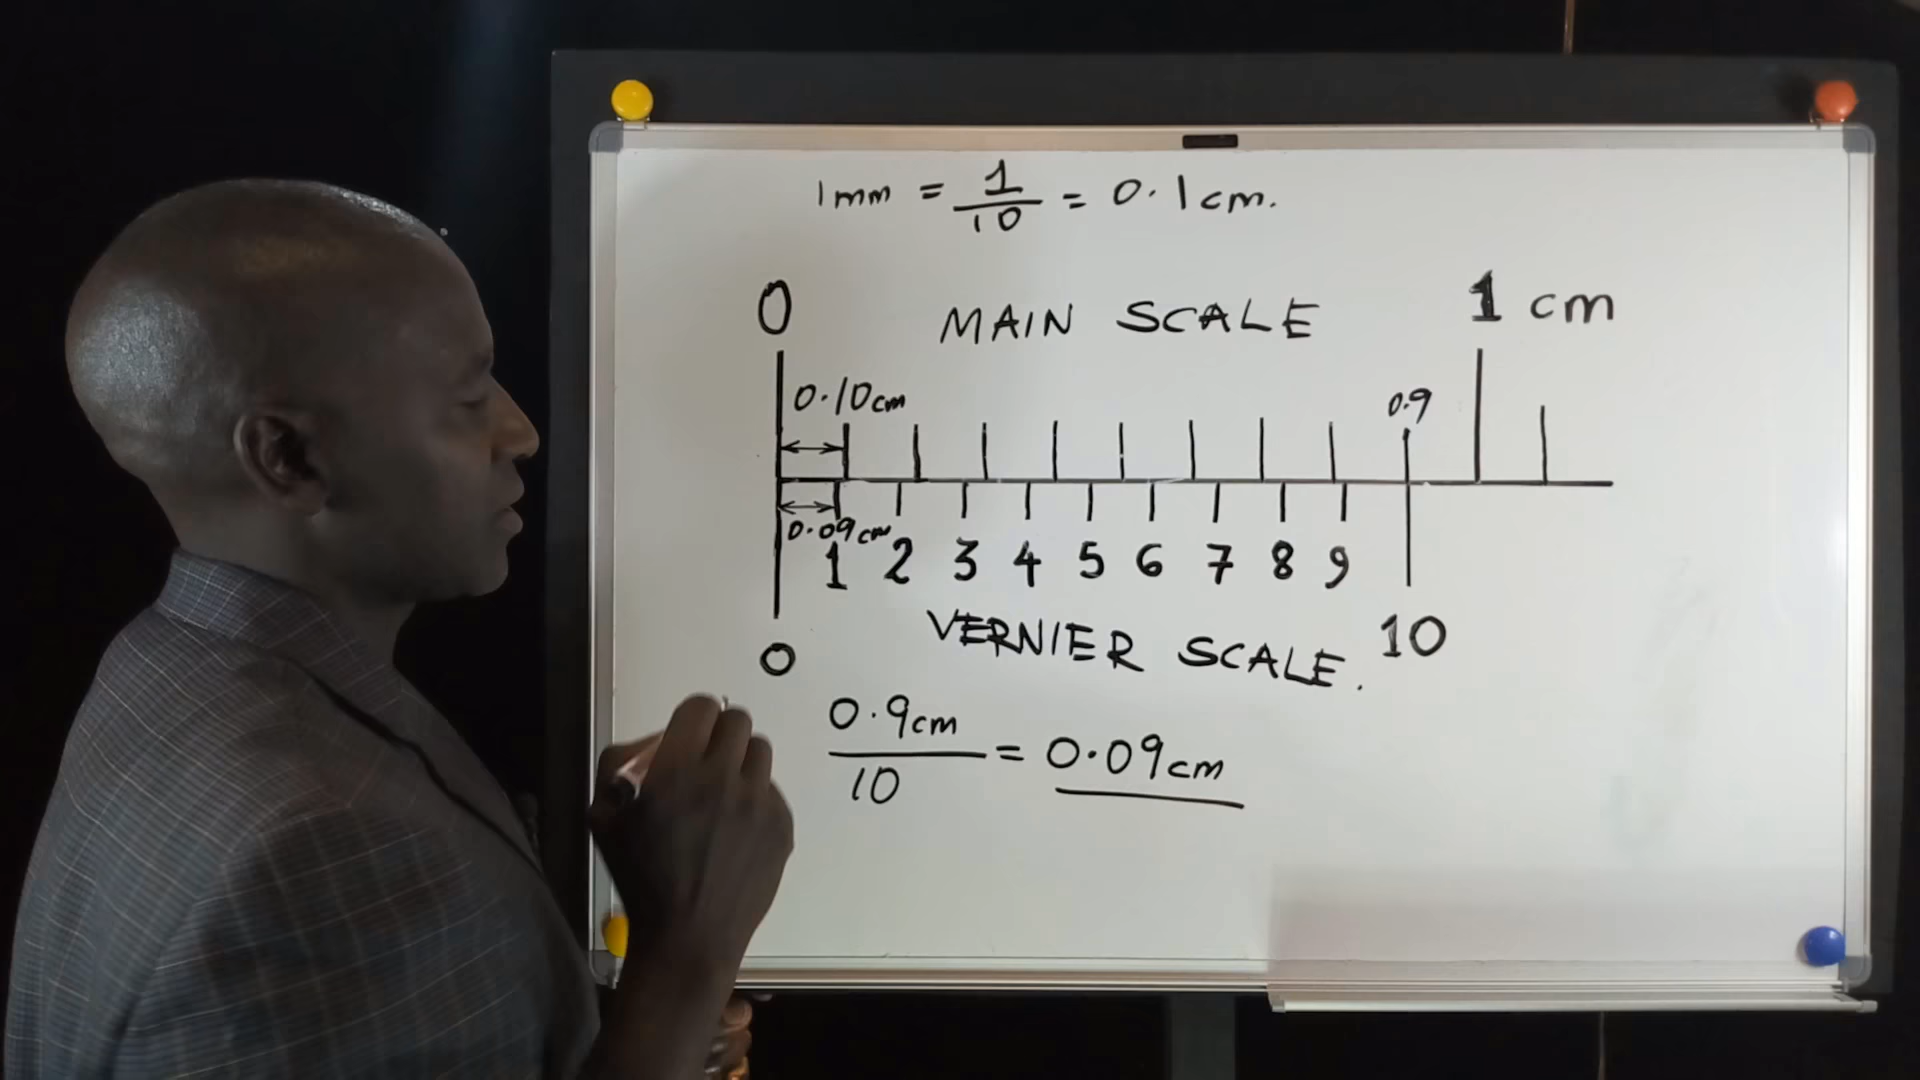 1mm = 1/10 = 0.1cm.
0 MAIN SCALE 1 cm
0.10cm 0.9
0.09cm
1 2 3 4 5 6 7 8 9
0 VERNIER SCALE. 10
0.9cm/10 = 0.09cm